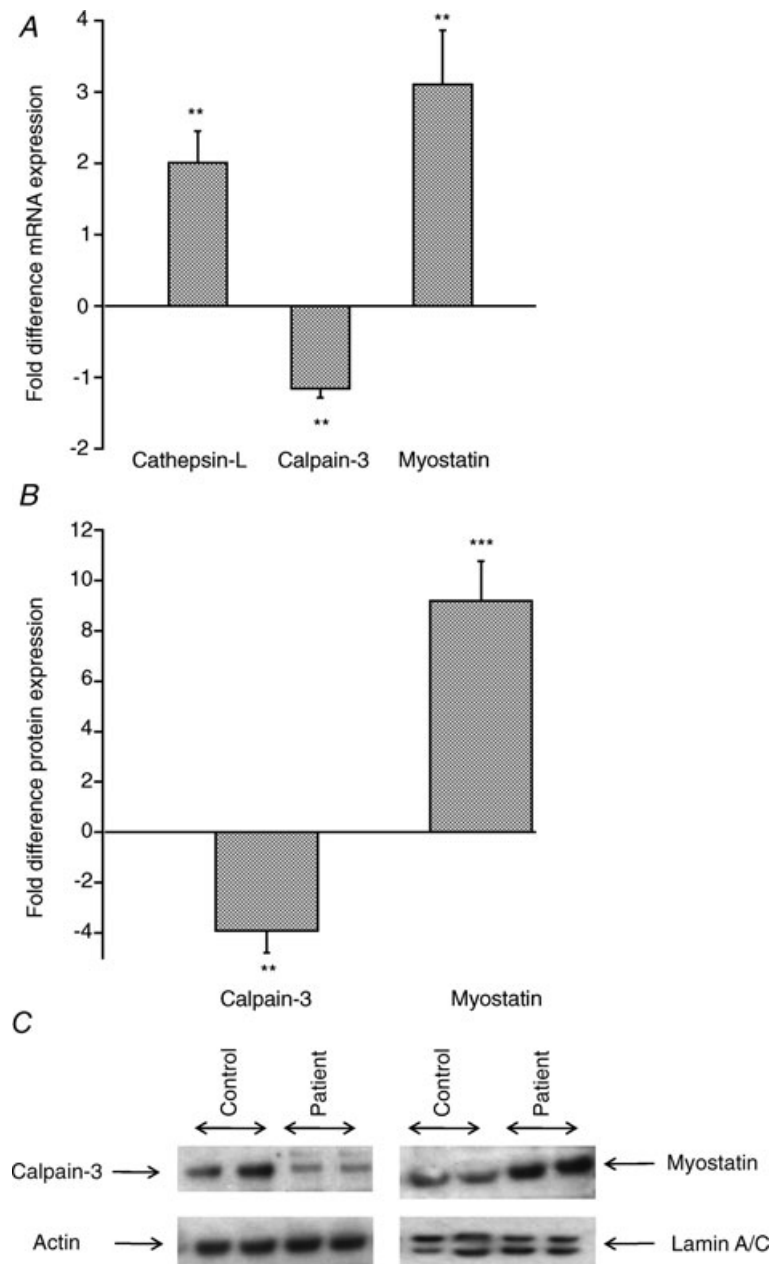 A
Fold difference mRNA expression
4
3
2
1
0
-1
-2
**
**
**
Cathepsin-L Calpain-3 Myostatin
B
Fold difference protein expression
12
10
8
6
4
2
0
-2
-4
***
**
Calpain-3 Myostatin
C
Control Patient Control Patient
Calpain-3 Myostatin
Actin Lamin A/C